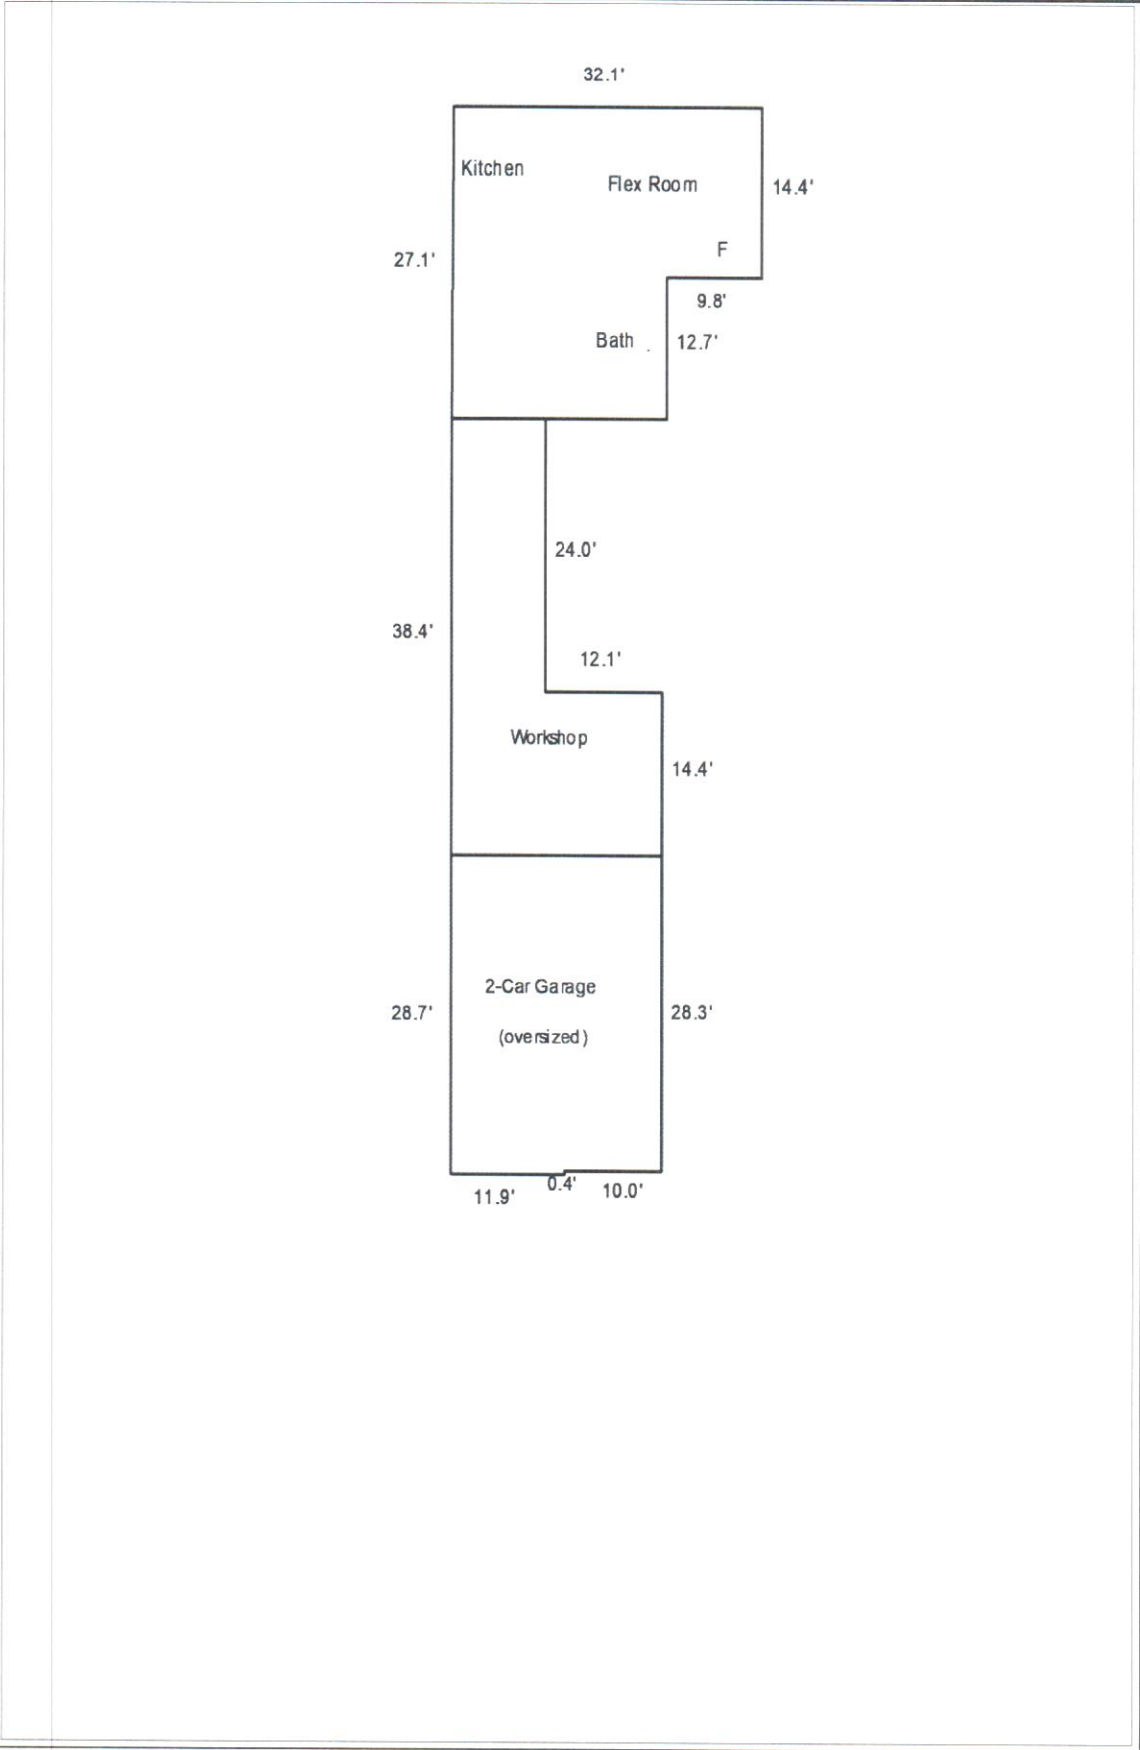 32.1'
Kitchen
Flex Room
14.4'
F
27.1'
9.8'
Bath
12.7'
24.0'
38.4'
12.1'
Workshop
14.4'
2-Car Garage
28.7'
28.3'
(oversized)
11.9'
0.4'
10.0'